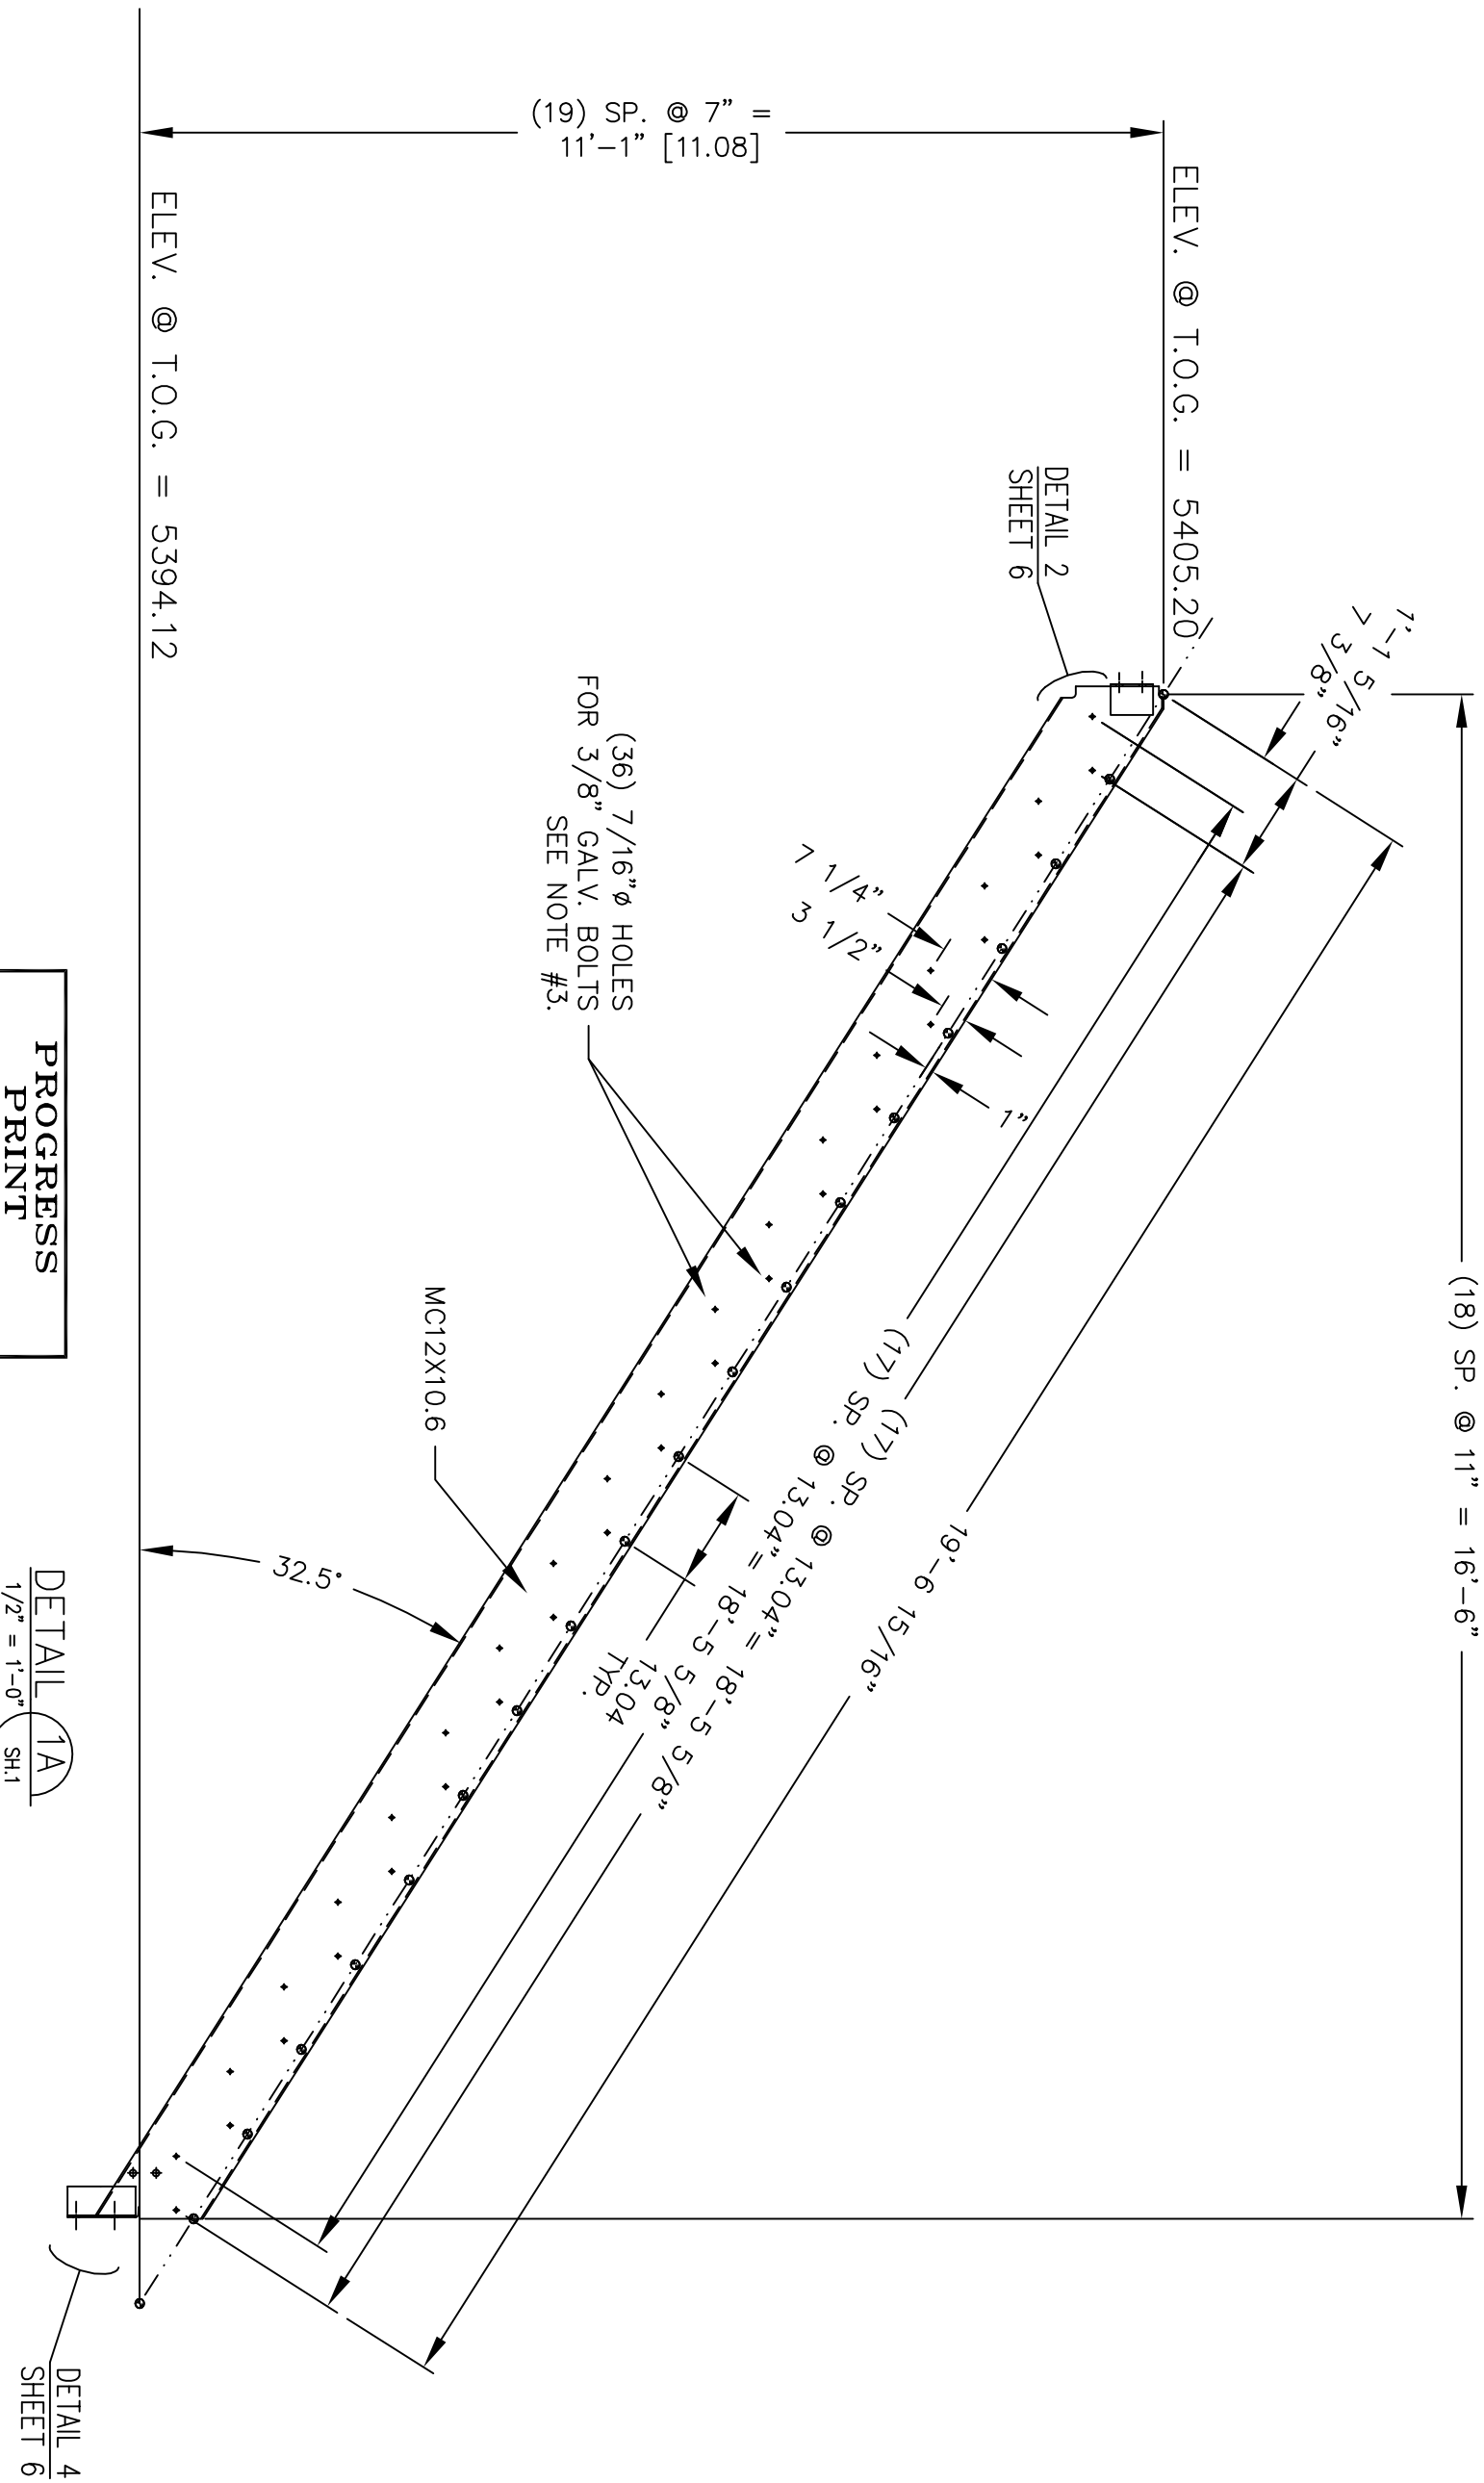 (18) SP. @ 11" = 16'-6"
1'-1 5/16"
7 3/8"
19'-6 15/16"
(17) SP. @ 13.04" = 18'-5 5/8"
(17) SP. @ 13.04" = 18'-5 5/8"
13.04
TYP.
ELEV. @ T.O.G. = 5405.20
(19) SP. @ 7" =
11'-1" [11.08]
DETAIL 2
SHEET 6
7 1/4"
3 1/2"
1"
(36) 7/16"ø HOLES
FOR 3/8" GALV. BOLTS
SEE NOTE #3.
MC12X10.6
32.5°
ELEV. @ T.O.G. = 5394.12
DETAIL 4
SHEET 6
PROGRESS
PRINT
DETAIL 1A
1/2" = 1'-0" SH.1